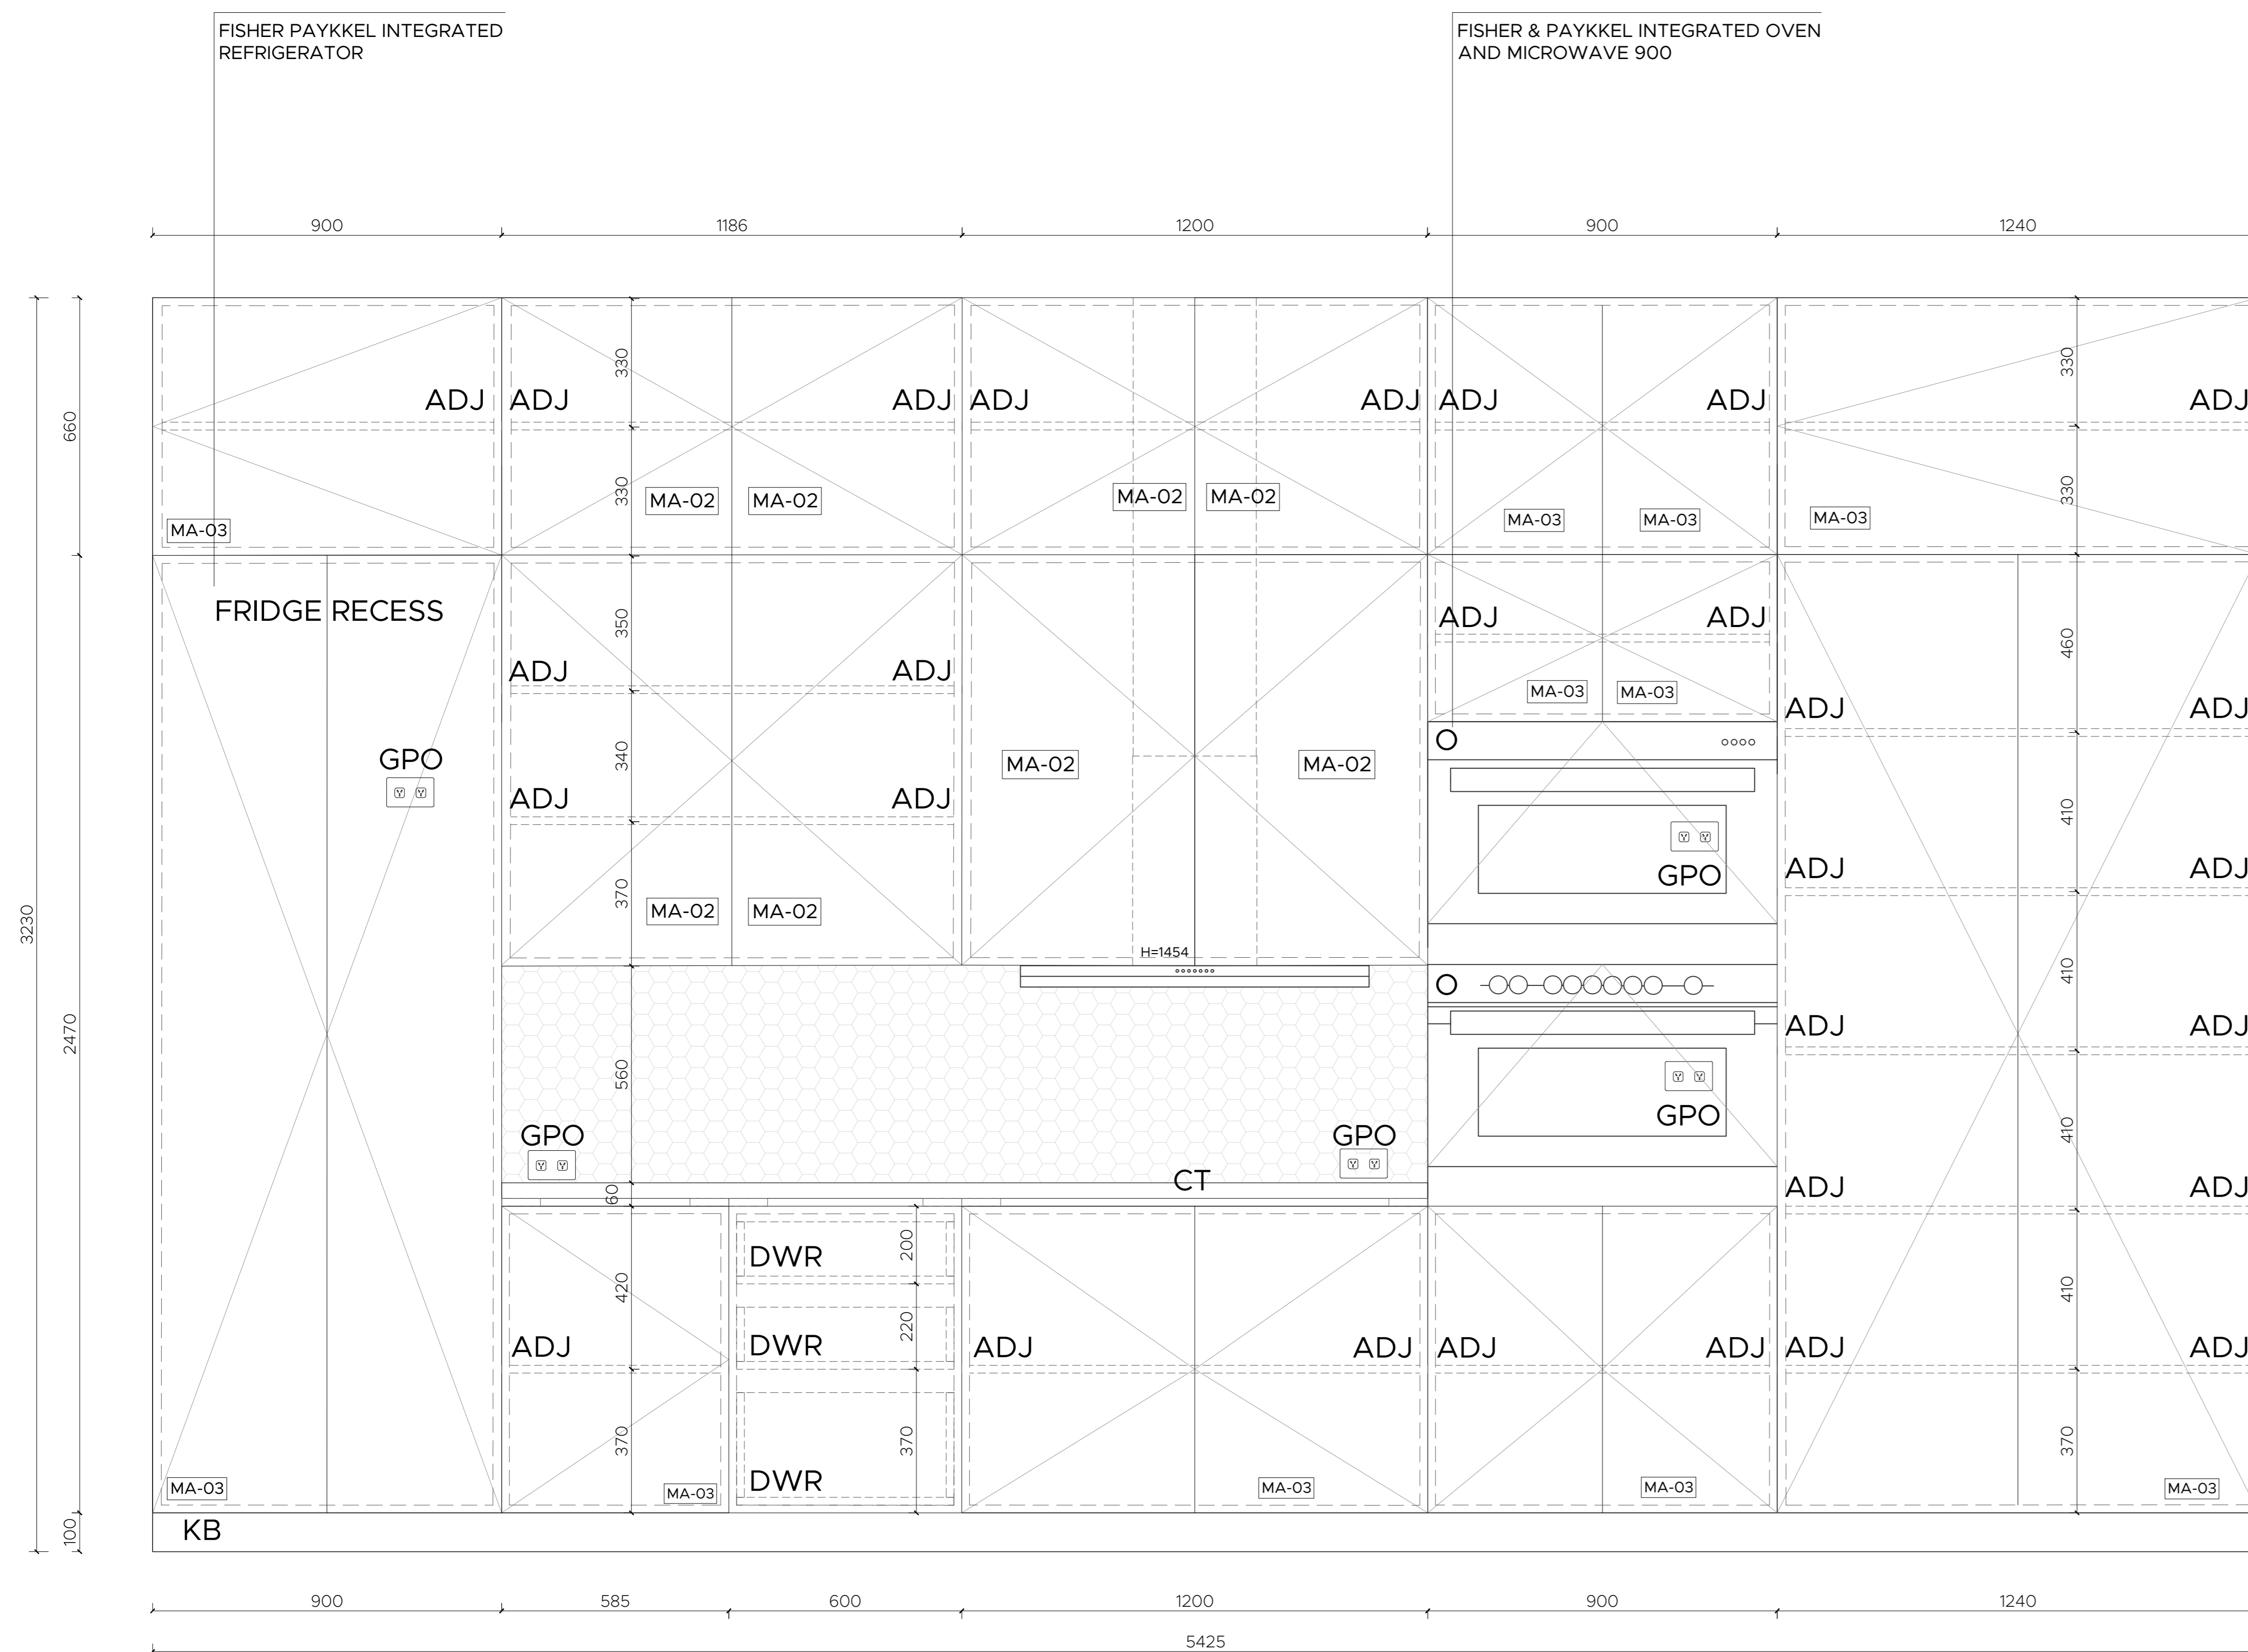 FISHER PAYKKEL INTEGRATED
REFRIGERATOR
FISHER & PAYKKEL INTEGRATED OVEN
AND MICROWAVE 900
900
1186
1200
900
1240
3230
660
2470
100
330
330
350
340
370
560
60
420
370
200
220
370
330
330
460
410
410
410
410
370
ADJ
ADJ
ADJ
ADJ
ADJ
ADJ
ADJ
ADJ
MA-03
MA-02
MA-02
MA-02
MA-02
MA-03
MA-03
MA-03
FRIDGE RECESS
ADJ
ADJ
ADJ
ADJ
MA-03
MA-03
ADJ
ADJ
GPO
MA-02
MA-02
ADJ
ADJ
GPO
ADJ
ADJ
MA-02
MA-02
H=1454
ADJ
ADJ
GPO
GPO
GPO
CT
ADJ
ADJ
DWR
DWR
DWR
ADJ
ADJ
ADJ
ADJ
ADJ
ADJ
ADJ
MA-03
MA-03
MA-03
MA-03
MA-03
KB
900
585
600
1200
900
1240
5425